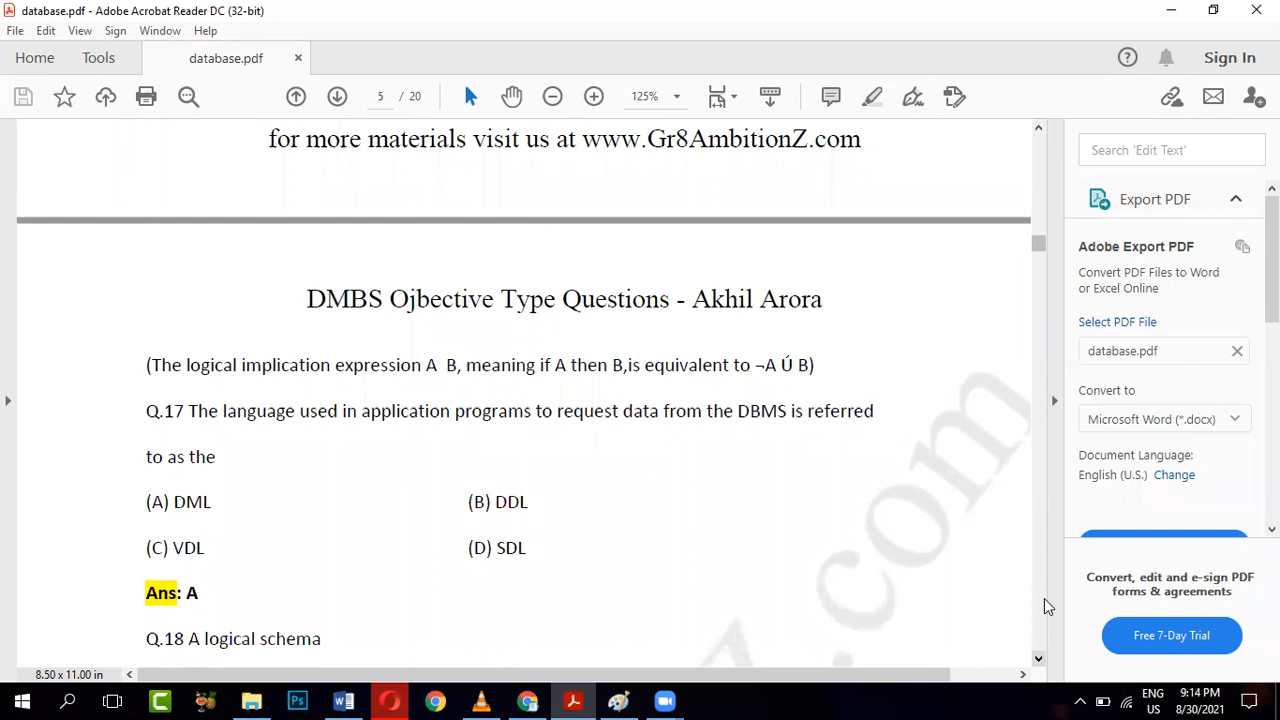 database.pdf - Adobe Acrobat Reader DC (32-bit)
File Edit View Sign Window Help
Home Tools database.pdf × Sign In
5 / 20 125%
for more materials visit us at www.Gr8AmbitionZ.com
DMBS Ojbective Type Questions - Akhil Arora
(The logical implication expression A B, meaning if A then B,is equivalent to ¬A Ú B)
Q.17 The language used in application programs to request data from the DBMS is referred
to as the
(A) DML (B) DDL
(C) VDL (D) SDL
Ans: A
Q.18 A logical schema
z.com
8.50 x 11.00 in
Search 'Edit Text'
Export PDF
Adobe Export PDF
Convert PDF Files to Word
or Excel Online
Select PDF File
database.pdf
Convert to
Microsoft Word (*.docx)
Document Language:
English (U.S.) Change
Convert, edit and e-sign PDF
forms & agreements
Free 7-Day Trial
ENG
US
9:14 PM
8/30/2021